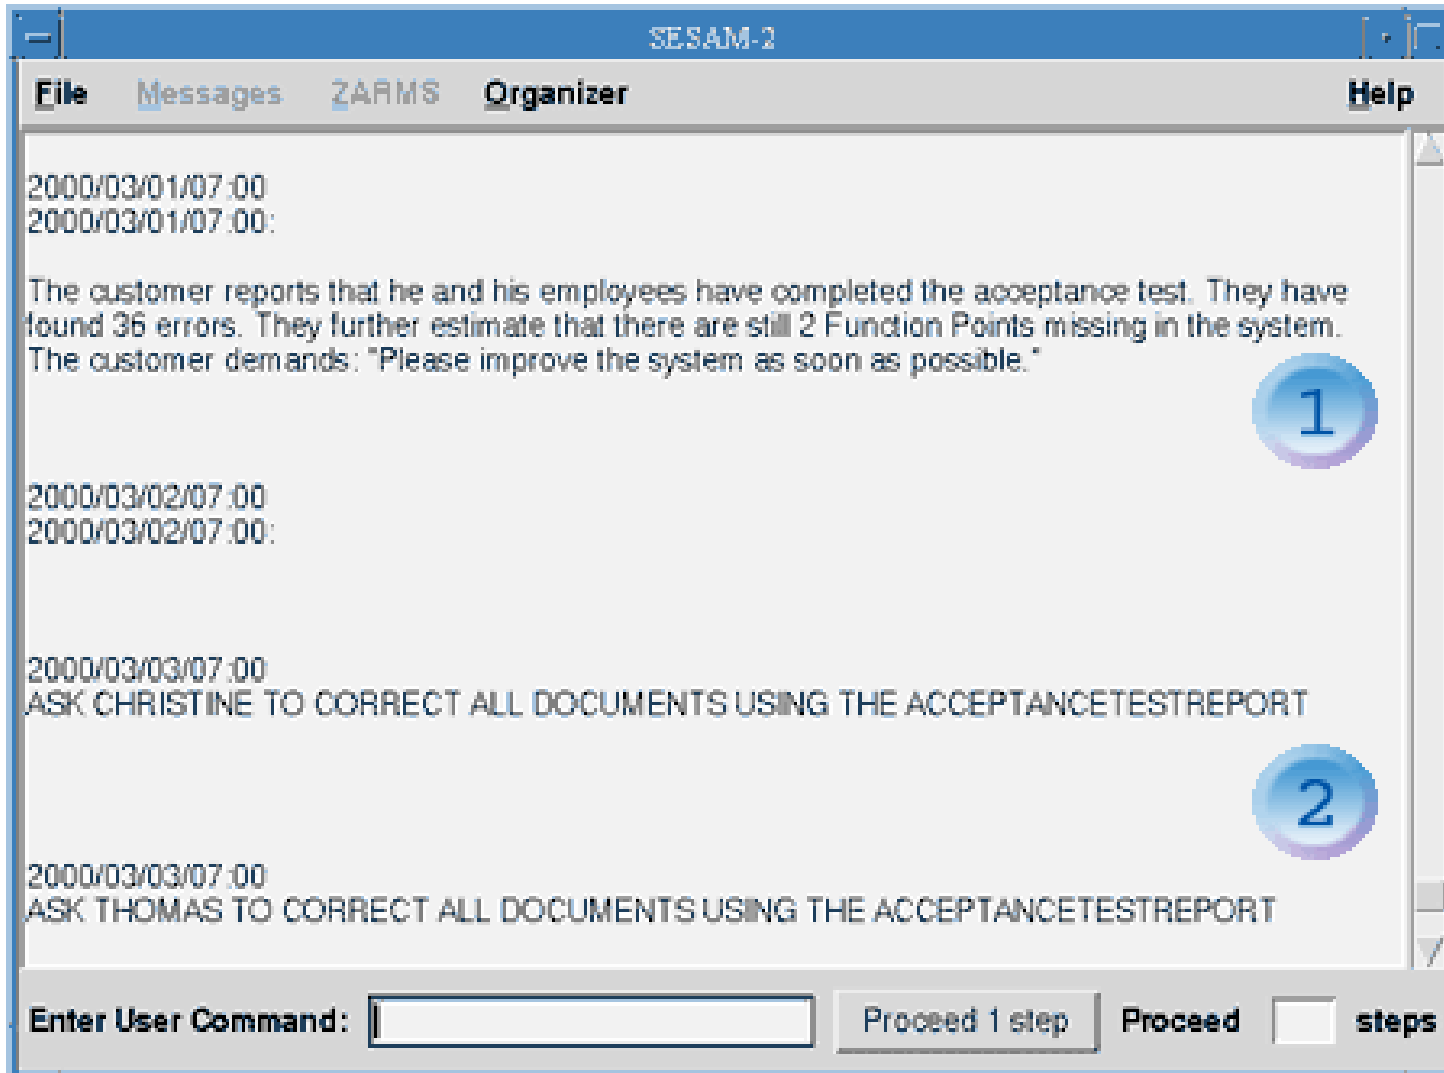 SESAM-2
File Messages ZARMS Organizer Help
2000/03/01/07:00
2000/03/01/07:00:
The customer reports that he and his employees have completed the acceptance test. They have
found 36 errors. They further estimate that there are still 2 Function Points missing in the system.
The customer demands: "Please improve the system as soon as possible."
1
2000/03/02/07:00
2000/03/02/07:00:
2000/03/03/07:00
ASK CHRISTINE TO CORRECT ALL DOCUMENTS USING THE ACCEPTANCETESTREPORT
2
2000/03/03/07:00
ASK THOMAS TO CORRECT ALL DOCUMENTS USING THE ACCEPTANCETESTREPORT
Enter User Command: Proceed 1 step Proceed steps